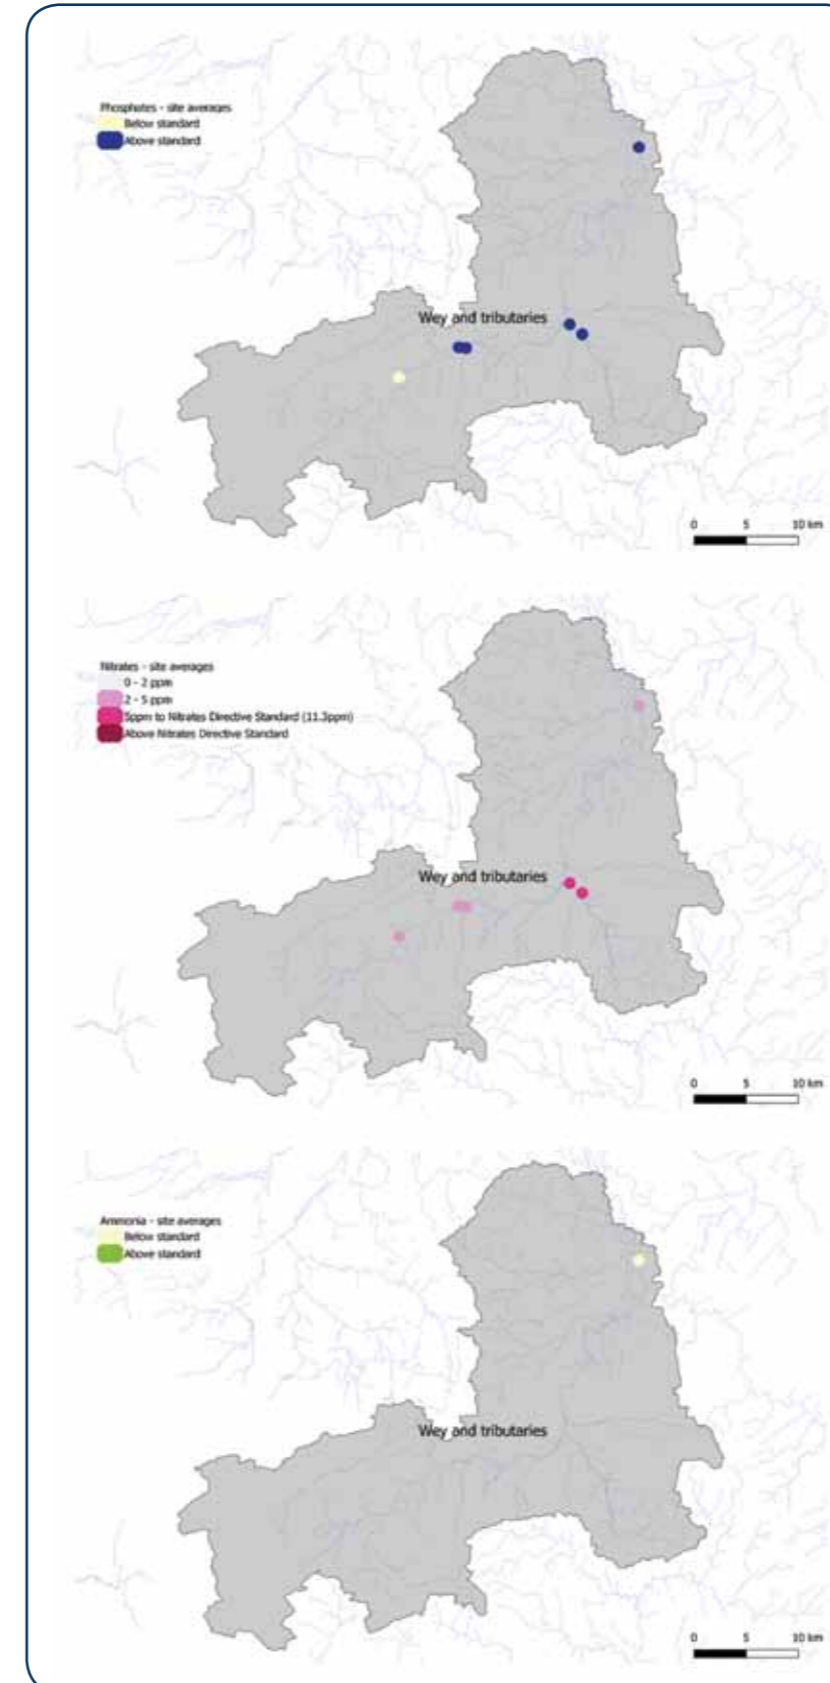 Phosphates - site averages
Below standard
Above standard
Wey and tributaries
0 5 10 km
Nitrates - site averages
0 - 2 ppm
2 - 5 ppm
5ppm to Nitrates Directive Standard (11.3ppm)
Above Nitrates Directive Standard
Wey and tributaries
0 5 10 km
Ammonia - site averages
Below standard
Above standard
Wey and tributaries
0 5 10 km